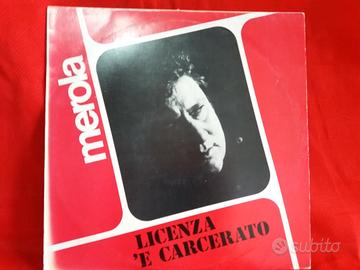 merola
LICENZA
'E CARCERATO
subito